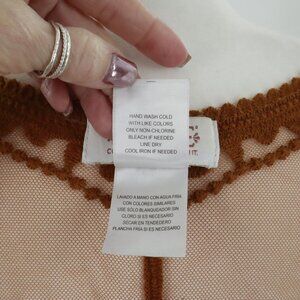 HAND WASH COLD
WITH LIKE COLORS
ONLY NON-CHLORINE
BLEACH IF NEEDED
LINE DRY
COOL IRON IF NEEDED
LAVADO A MANO CON AGUA FRIA
CON COLORES SIMILARES
USE SOLO BLANQUEADOR SIN
CLORO SI ES NECESARIO
SECAR EN TENDEDERO
PLANCHA FRIA SI ES NECESARIO